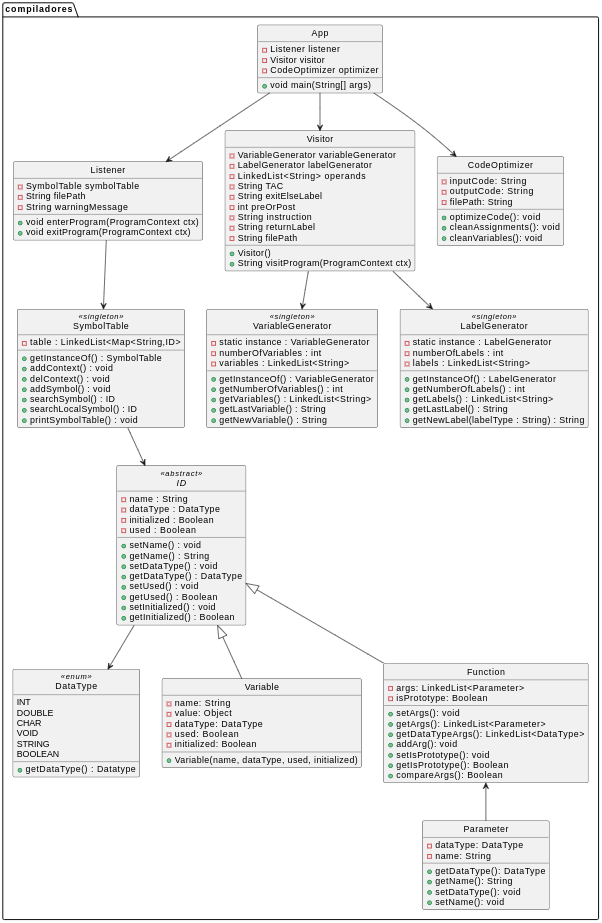 compiladores
App
Listener listener
Visitor visitor
CodeOptimizer optimizer
void main(String[] args)
Listener
SymbolTable symbolTable
String filePath
String warningMessage
void enterProgram(ProgramContext ctx)
void exitProgram(ProgramContext ctx)
Visitor
VariableGenerator variableGenerator
LabelGenerator labelGenerator
LinkedList<String> operands
String TAC
String exitElseLabel
int preOrPost
String instruction
String returnLabel
String filePath
Visitor()
String visitProgram(ProgramContext ctx)
CodeOptimizer
inputCode: String
outputCode: String
filePath: String
optimizeCode(): void
cleanAssignments(): void
cleanVariables(): void
«singleton»
SymbolTable
table : LinkedList<Map<String,ID>
getInstanceOf() : SymbolTable
addContext() : void
delContext() : void
addSymbol() : void
searchSymbol() : ID
searchLocalSymbol() : ID
printSymbolTable() : void
«singleton»
VariableGenerator
static instance : VariableGenerator
numberOfVariables : int
variables : LinkedList<String>
getInstanceOf() : VariableGenerator
getNumberOfVariables() : int
getVariables() : LinkedList<String>
getLastVariable() : String
getNewVariable() : String
«singleton»
LabelGenerator
static instance : LabelGenerator
numberOfLabels : int
labels : LinkedList<String>
getInstanceOf() : LabelGenerator
getNumberOfLabels() : int
getLabels() : LinkedList<String>
getLastLabel() : String
getNewLabel(labelType : String) : String
«abstract»
ID
name : String
dataType : DataType
initialized : Boolean
used : Boolean
setName() : void
getName() : String
setDataType() : void
getDataType() : DataType
setUsed() : void
getUsed() : Boolean
setInitialized() : void
getInitialized() : Boolean
«enum»
DataType
INT
DOUBLE
CHAR
VOID
STRING
BOOLEAN
getDataType() : Datatype
Variable
name: String
value: Object
dataType: DataType
used: Boolean
initialized: Boolean
Variable(name, dataType, used, initialized)
Function
args: LinkedList<Parameter>
isPrototype: Boolean
setArgs(): void
getArgs(): LinkedList<Parameter>
getDataTypeArgs(): LinkedList<DataType>
addArg(): void
setIsPrototype(): void
getIsPrototype(): Boolean
compareArgs(): Boolean
Parameter
dataType: DataType
name: String
getDataType(): DataType
getName(): String
setDataType(): void
setName(): void